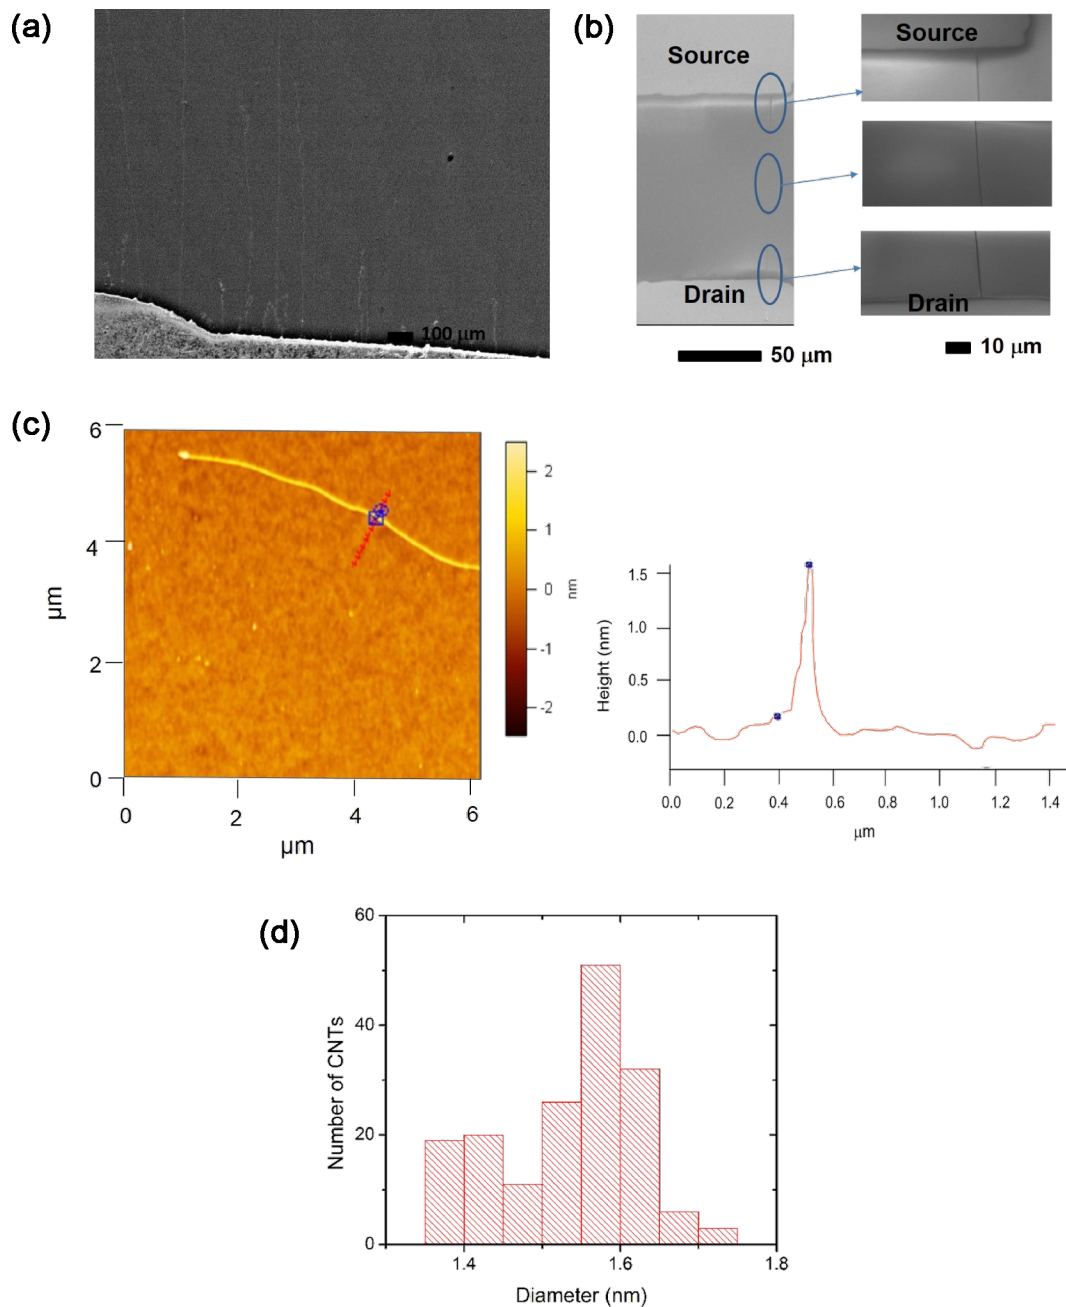 (a)
100 μm
(b)
Source
Drain
50 μm
Source
Drain
10 μm
(c)
6
4
2
0
μm
0
2
4
6
μm
2
1
0
-1
-2
nm
1.5
1.0
0.5
0.0
Height (nm)
0.0 0.2 0.4 0.6 0.8 1.0 1.2 1.4
μm
(d)
60
40
20
0
Number of CNTs
1.4 1.6 1.8
Diameter (nm)